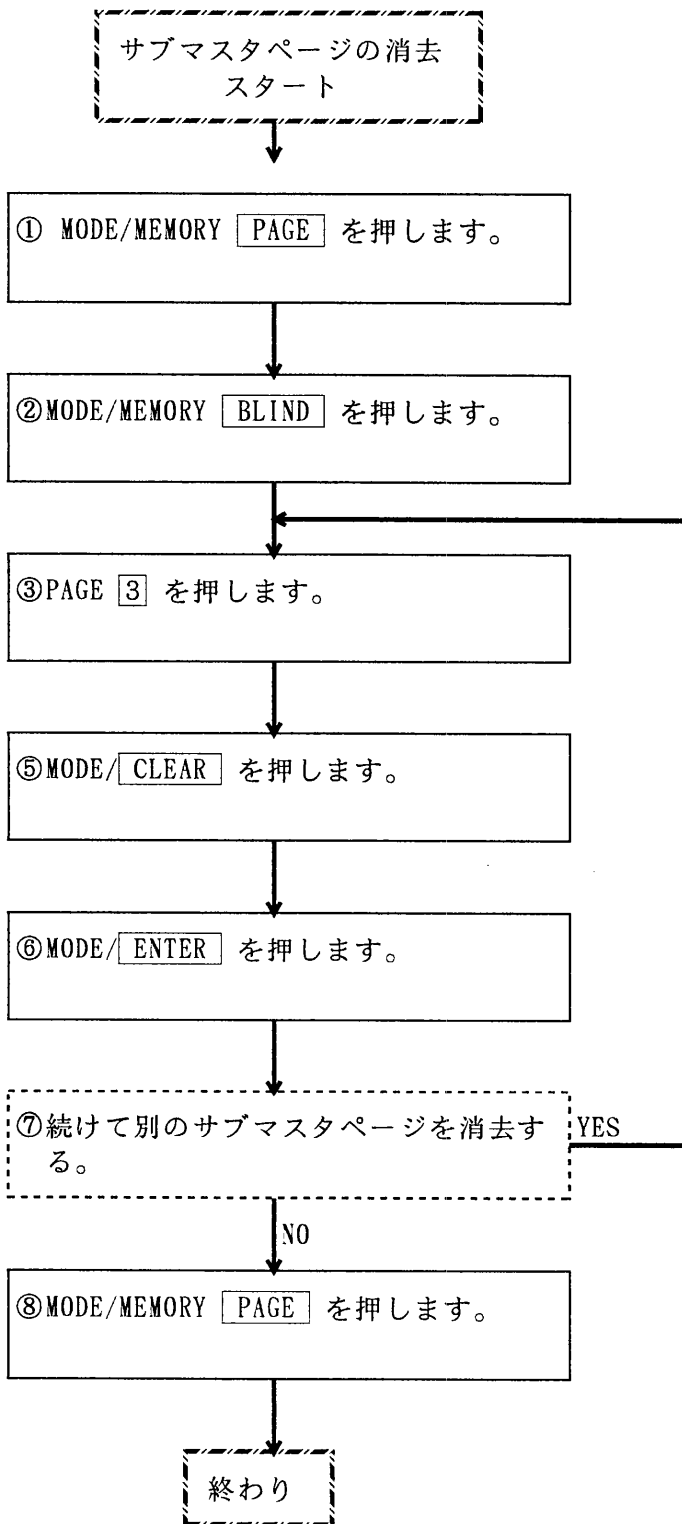 サブマスタページの消去
スタート
① MODE/MEMORY PAGE を押します。
②MODE/MEMORY BLIND を押します。
③PAGE 3 を押します。
⑤MODE/ CLEAR を押します。
⑥MODE/ ENTER を押します。
⑦続けて別のサブマスタページを消去す
る。
YES
NO
⑧MODE/MEMORY PAGE を押します。
終わり